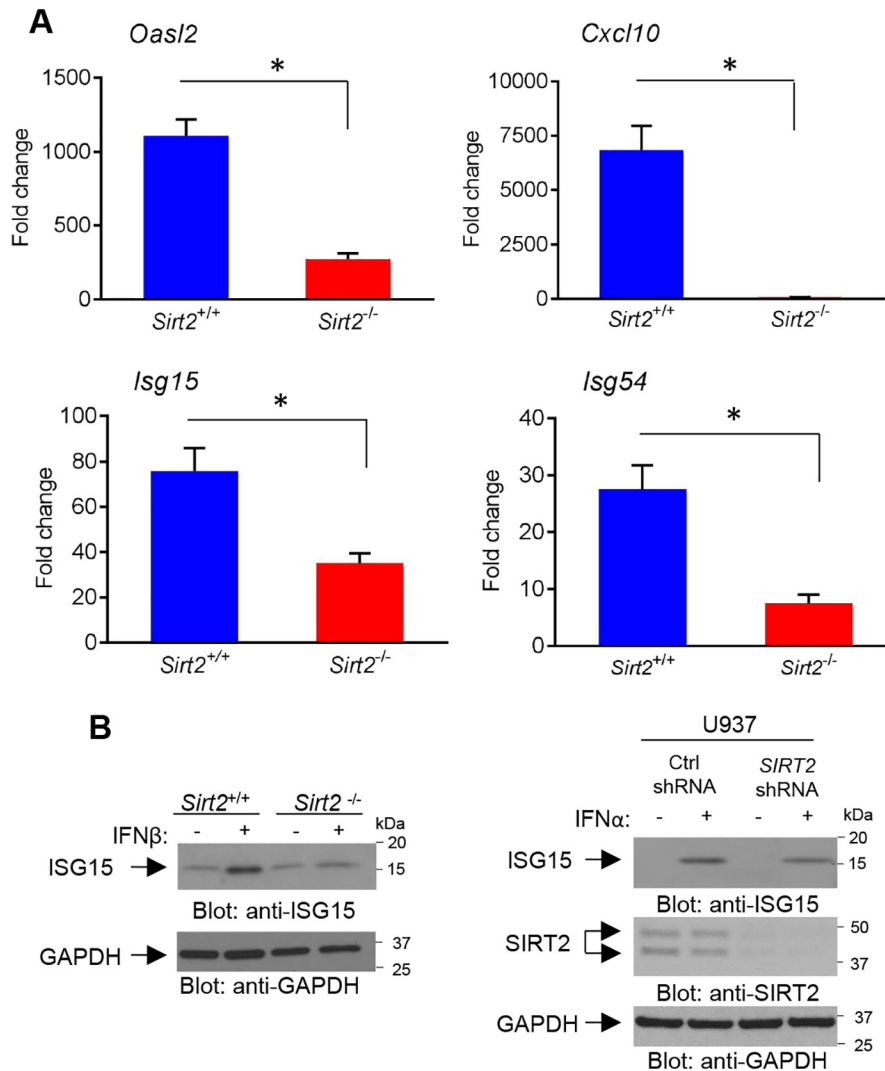 A
Oasl2
Fold change
1500
1000
500
0
Sirt2+/+
Sirt2-/-
*
Cxcl10
Fold change
10000
7500
5000
2500
0
Sirt2+/+
Sirt2-/-
*
Isg15
Fold change
100
80
60
40
20
0
Sirt2+/+
Sirt2-/-
*
Isg54
Fold change
40
30
20
10
0
Sirt2+/+
Sirt2-/-
*
B
Sirt2+/+ Sirt2 -/-
IFNβ: - + - + kDa
20
ISG15 15
Blot: anti-ISG15
37
GAPDH
25
Blot: anti-GAPDH
U937
Ctrl SIRT2
shRNA shRNA
IFNα: - + - + kDa
20
ISG15 15
Blot: anti-ISG15
50
SIRT2
37
Blot: anti-SIRT2
37
GAPDH
25
Blot: anti-GAPDH